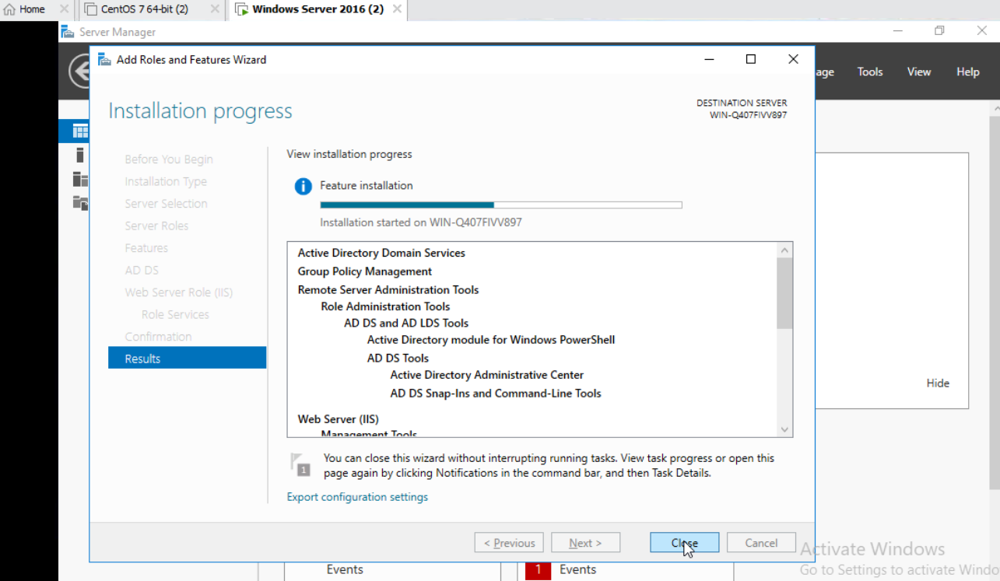 Home
CentOS 7 64-bit (2)
Windows Server 2016 (2)
Server Manager
Add Roles and Features Wizard
age Tools View Help
Installation progress
DESTINATION SERVER
WIN-Q407FIVV897
Before You Begin
Installation Type
Server Selection
Server Roles
Features
AD DS
Web Server Role (IIS)
Role Services
Confirmation
Results
View installation progress
Feature installation
Installation started on WIN-Q407FIVV897
Active Directory Domain Services
Group Policy Management
Remote Server Administration Tools
Role Administration Tools
AD DS and AD LDS Tools
Active Directory module for Windows PowerShell
AD DS Tools
Active Directory Administrative Center
AD DS Snap-Ins and Command-Line Tools
Web Server (IIS)
Management Tools
1
You can close this wizard without interrupting running tasks. View task progress or open this
page again by clicking Notifications in the command bar, and then Task Details.
Export configuration settings
< Previous
Next >
Close
Cancel
Hide
Activate Windows
Go to Settings to activate Windo
Events
1 Events